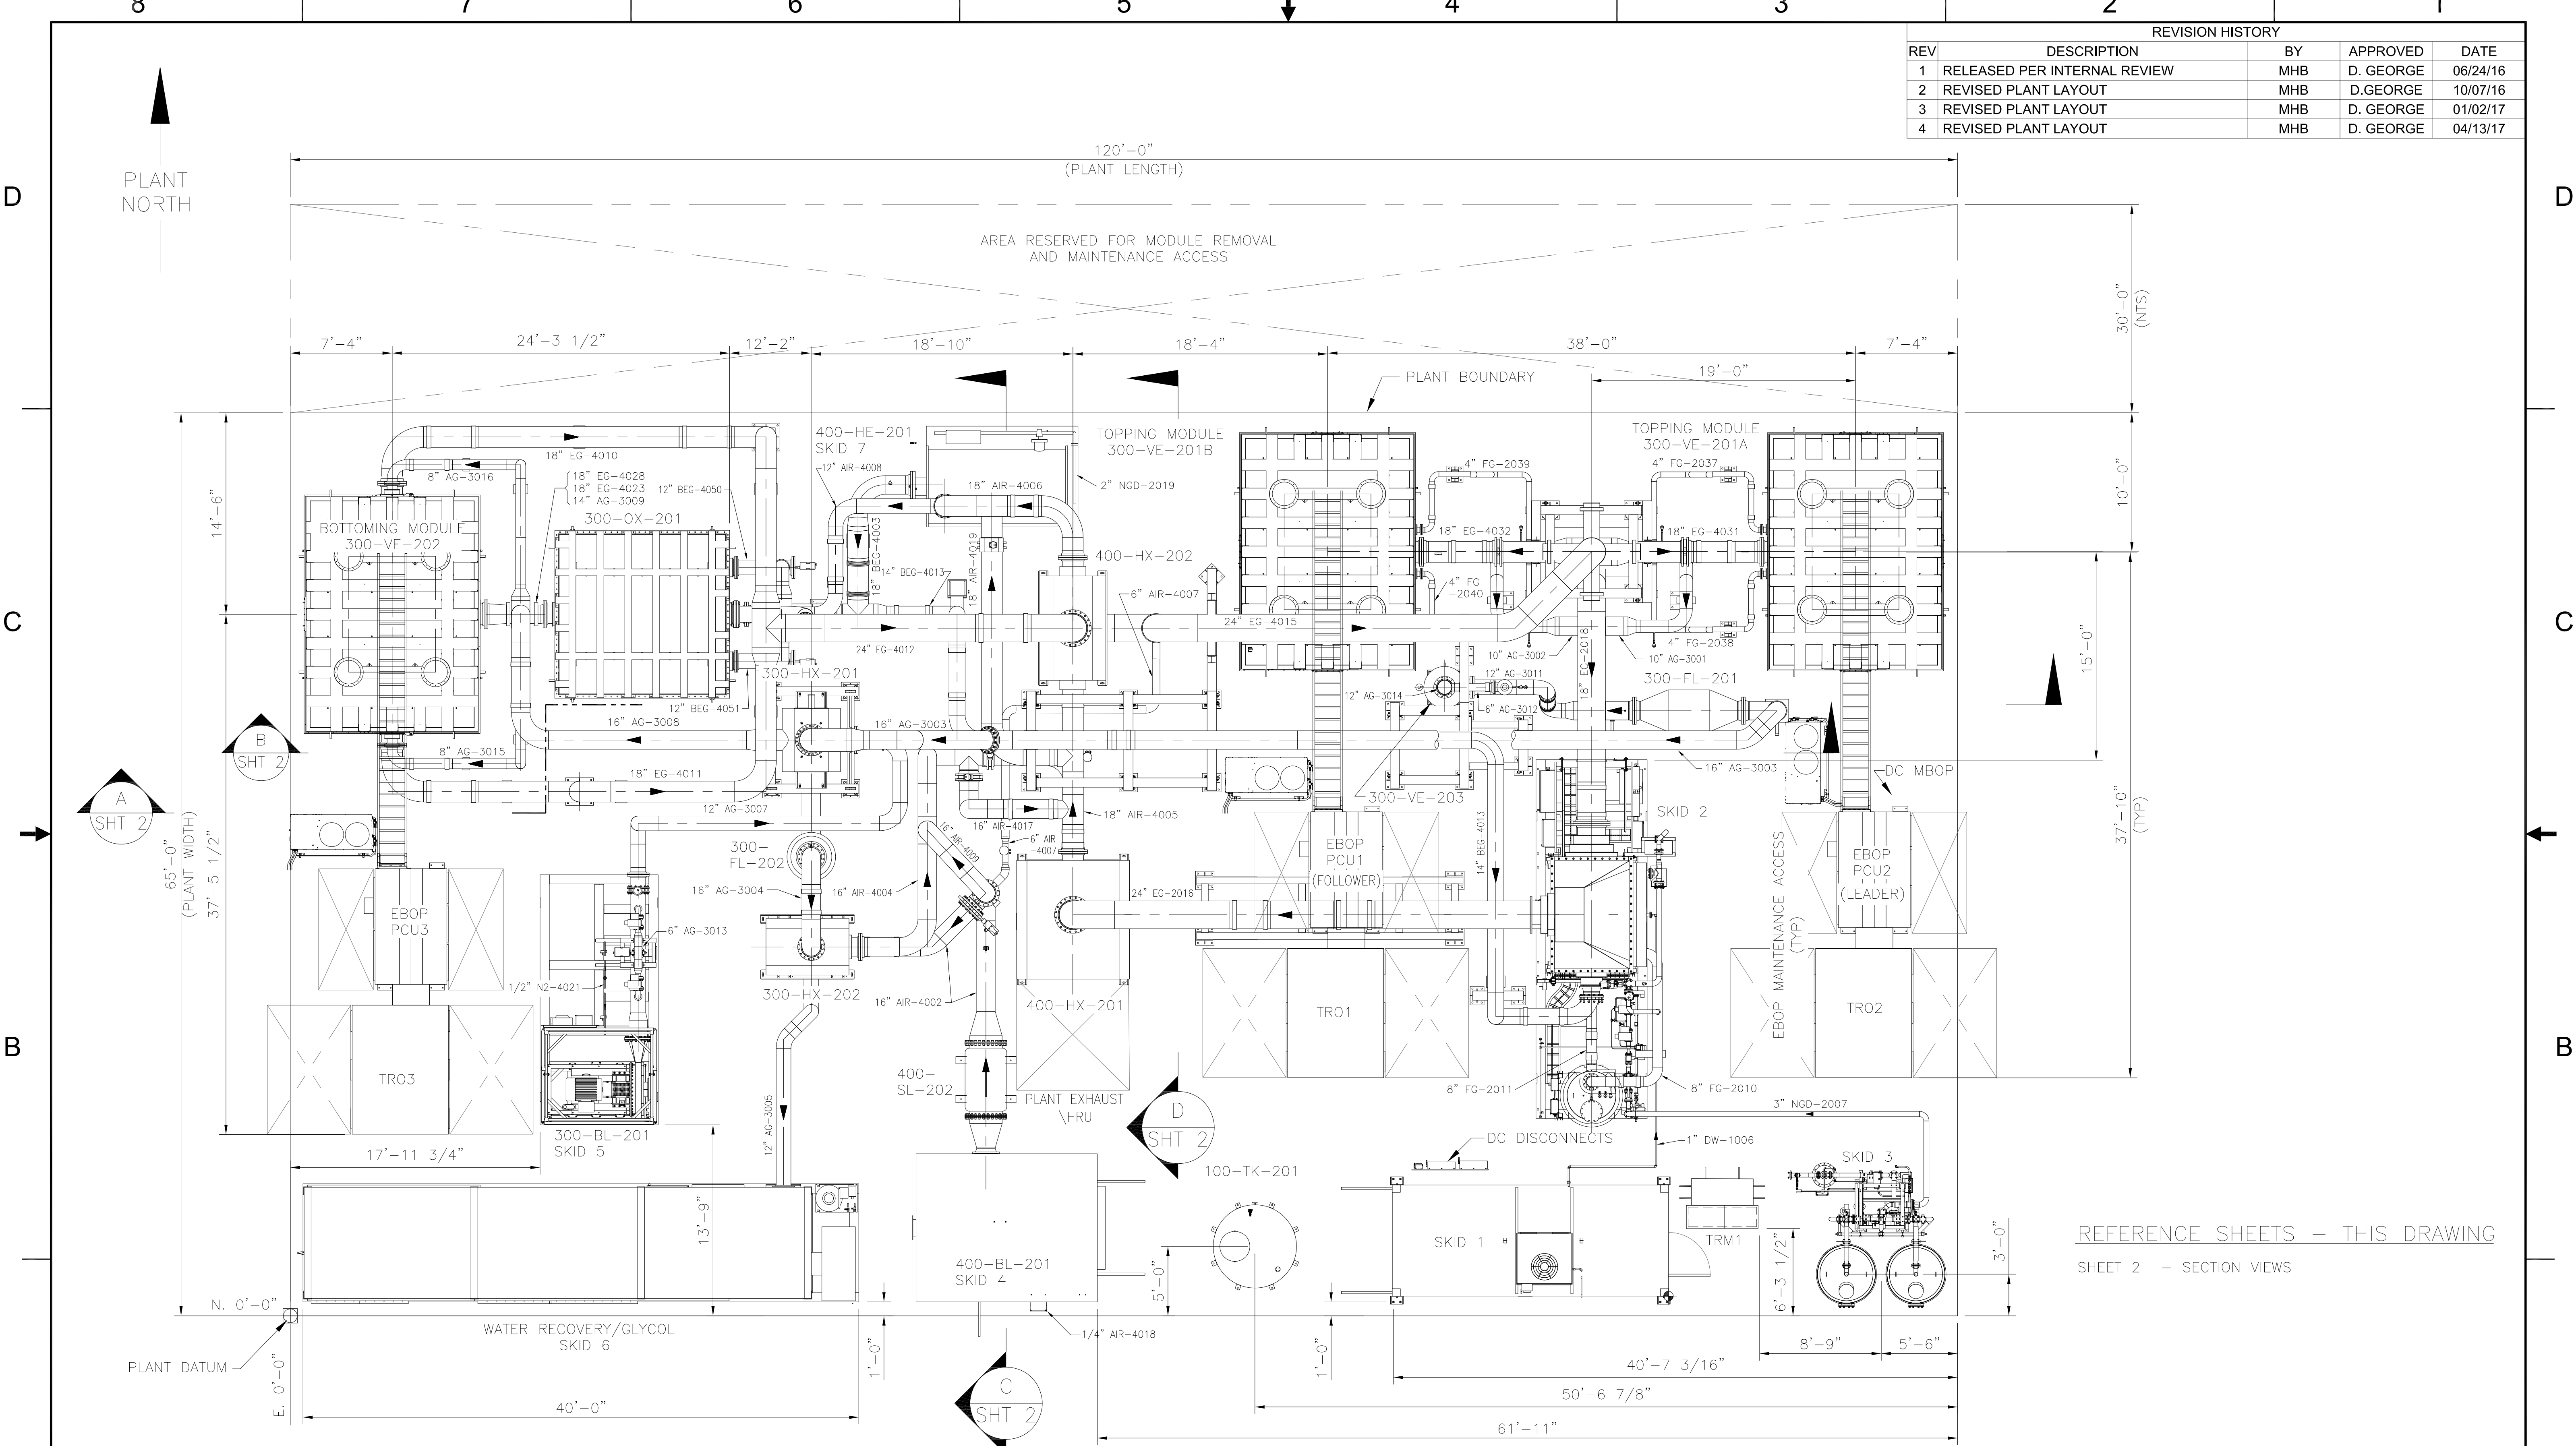 8 7 6 5 4 3 2 1
REVISION HISTORY
REV DESCRIPTION BY APPROVED DATE
1 RELEASED PER INTERNAL REVIEW MHB D. GEORGE 06/24/16
2 REVISED PLANT LAYOUT MHB D.GEORGE 10/07/16
3 REVISED PLANT LAYOUT MHB D. GEORGE 01/02/17
4 REVISED PLANT LAYOUT MHB D. GEORGE 04/13/17
PLANT
NORTH
120'-0"
(PLANT LENGTH)
D
D
AREA RESERVED FOR MODULE REMOVAL
AND MAINTENANCE ACCESS
30'-0"
(NTS)
7'-4"
24'-3 1/2"
12'-2"
18'-10"
18'-4"
38'-0"
7'-4"
19'-0"
PLANT BOUNDARY
400-HE-201
SKID 7
TOPPING MODULE
300-VE-201B
TOPPING MODULE
300-VE-201A
18" EG-4010
8" AG-3016
18" EG-4028
18" EG-4023
14" AG-3009
12" BEG-4050
12" AIR-4008
18" AIR-4006
2" NGD-2019
4" FG-2039
4" FG-2037
10'-0"
14'-6"
BOTTOMING MODULE
300-VE-202
300-OX-201
18" BEG-4003
14" BEG-4013
18" AIR-4019
400-HX-202
18" EG-4032
18" EG-4031
4" FG
-2040
6" AIR-4007
C
C
24" EG-4012
24" EG-4015
10" AG-3002
18" EG-2018
4" FG-2038
10" AG-3001
15'-0"
300-HX-201
12" BEG-4051
12" AG-3011
12" AG-3014
6" AG-3012
300-FL-201
16" AG-3008
16" AG-3003
B
SHT 2
8" AG-3015
18" EG-4011
16" AG-3003
DC MBOP
A
SHT 2
12" AG-3007
300-VE-203
SKID 2
16" AIR-4017
18" AIR-4005
65'-0"
(PLANT WIDTH)
37'-5 1/2"
300-
FL-202
16" AIR-4009
6" AIR
-4007
14" BEG-4013
EBOP
PCU1
(FOLLOWER)
EBOP
PCU2
(LEADER)
37'-10"
(TYP)
16" AG-3004
16" AIR-4004
24" EG-2016
EBOP
PCU3
6" AG-3013
EBOP MAINTENANCE ACCESS
(TYP)
1/2" N2-4021
300-HX-202
16" AIR-4002
400-HX-201
TRO1
TRO2
B
B
TRO3
400-
SL-202
PLANT EXHAUST
\HRU
8" FG-2011
8" FG-2010
3" NGD-2007
12" AG-3005
D
SHT 2
300-BL-201
SKID 5
17'-11 3/4"
DC DISCONNECTS
1" DW-1006
100-TK-201
SKID 3
13'-9"
SKID 1
TRM1
REFERENCE SHEETS - THIS DRAWING
SHEET 2 - SECTION VIEWS
400-BL-201
SKID 4
5'-0"
6'-3 1/2"
3'-0"
N. 0'-0"
WATER RECOVERY/GLYCOL
SKID 6
1/4" AIR-4018
PLANT DATUM
E. 0'-0"
1'-0"
1'-0"
8'-9"
5'-6"
40'-7 3/16"
C
SHT 2
50'-6 7/8"
40'-0"
61'-11"